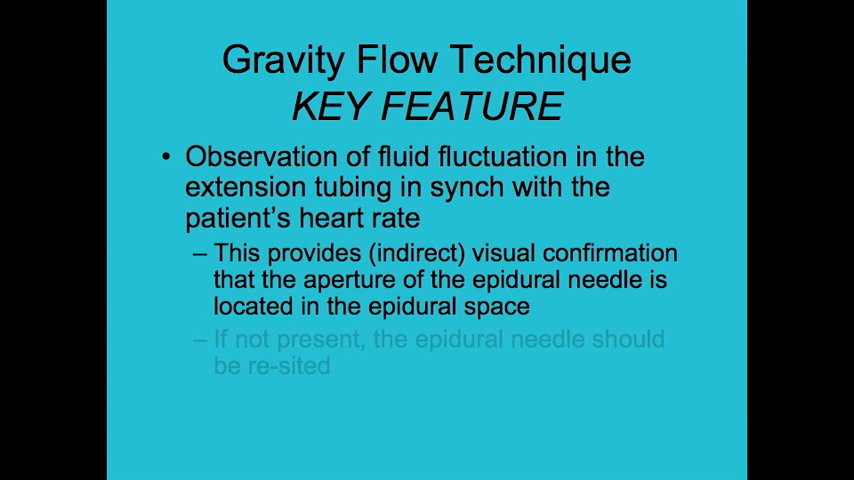 Gravity Flow Technique
KEY FEATURE
• Observation of fluid fluctuation in the
extension tubing in synch with the
patient's heart rate
– This provides (indirect) visual confirmation
that the aperture of the epidural needle is
located in the epidural space
– If not present, the epidural needle should
be re-sited